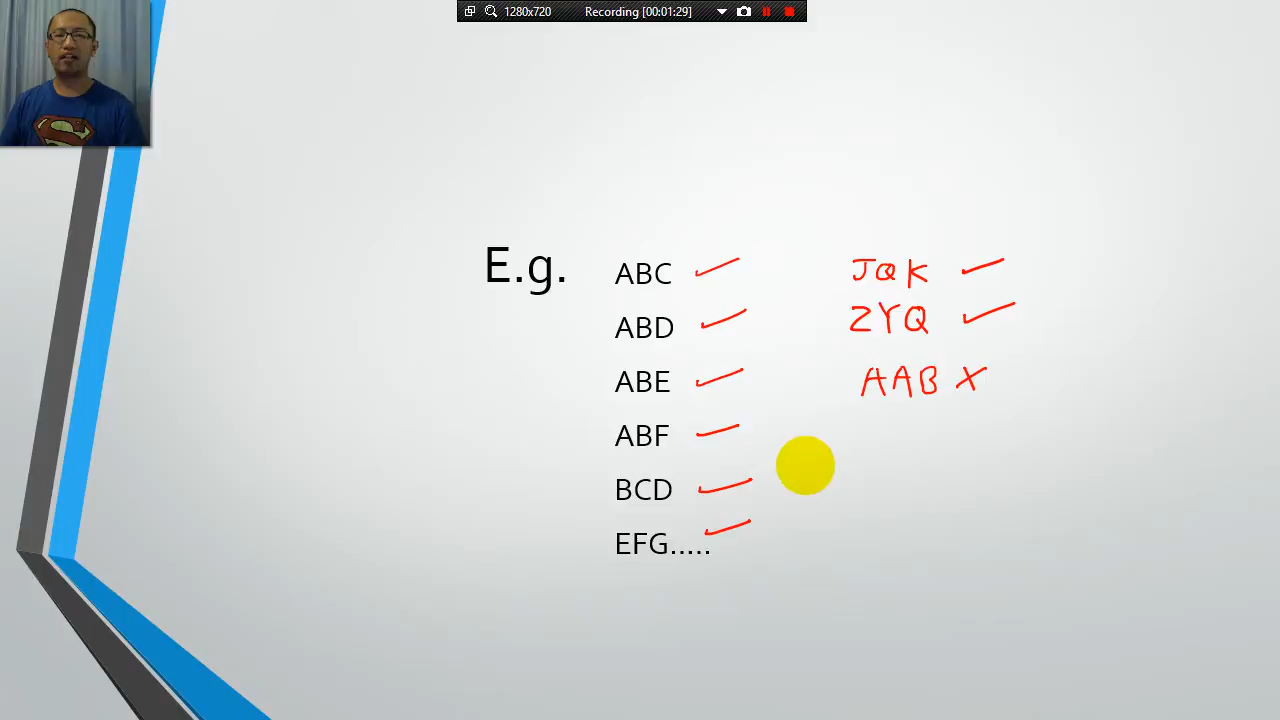 1280x720 Recording [00:01:29]
E.g.
ABC ✓ JQK ✓
ABD ✓ ZYQ ✓
ABE ✓ AAB X
ABF ✓
BCD ✓
EFG..... ✓